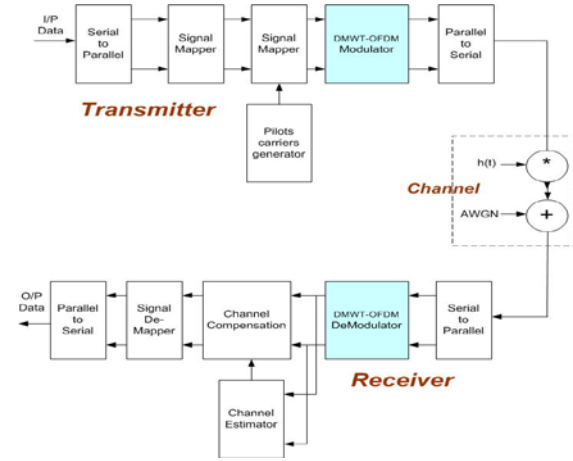 I/P
Data
Serial
to
Parallel
Signal
Mapper
Signal
Mapper
DMWT-OFDM
Modulator
Parallel
to
Serial
Transmitter
Pilots
carriers
generator
h(t)
*
Channel
AWGN
+
O/P
Data
Parallel
to
Serial
Signal
De-
Mapper
Channel
Compensation
DMWT-OFDM
DeModulator
Serial
to
Parallel
Receiver
Channel
Estimator